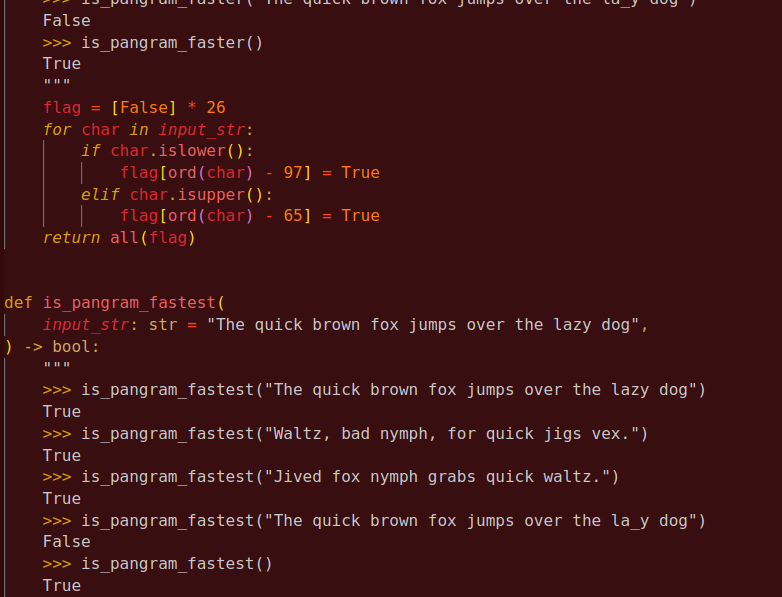 >>> is_pangram_faster("The quick brown fox jumps over the la_y dog")
False
>>> is_pangram_faster()
True
"""
flag = [False] * 26
for char in input_str:
if char.islower():
flag[ord(char) - 97] = True
elif char.isupper():
flag[ord(char) - 65] = True
return all(flag)
def is_pangram_fastest(
input_str: str = "The quick brown fox jumps over the lazy dog",
) -> bool:
"""
>>> is_pangram_fastest("The quick brown fox jumps over the lazy dog")
True
>>> is_pangram_fastest("Waltz, bad nymph, for quick jigs vex.")
True
>>> is_pangram_fastest("Jived fox nymph grabs quick waltz.")
True
>>> is_pangram_fastest("The quick brown fox jumps over the la_y dog")
False
>>> is_pangram_fastest()
True